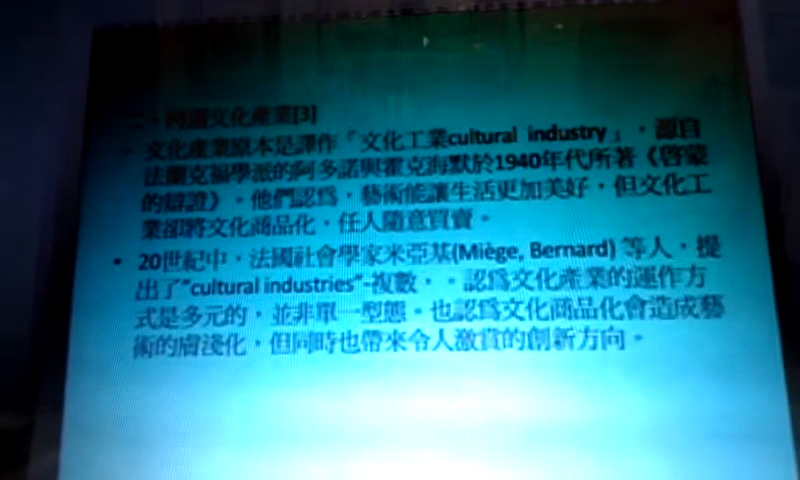 二、何謂文化產業[3]
• 文化產業原本是譯作「文化工業cultural industry」，源自
法蘭克福學派的阿多諾與霍克海默於1940年代所著《啓蒙
的辯證》，他們認爲，藝術能讓生活更加美好，但文化工
業卻將文化商品化，任人隨意買賣。
• 20世紀中，法國社會學家米亞基(Miège, Bernard) 等人，提
出了"cultural industries"-複數，。認爲文化產業的運作方
式是多元的，並非單一型態。也認爲文化商品化會造成藝
術的膚淺化，但同時也帶來令人激賞的創新方向。